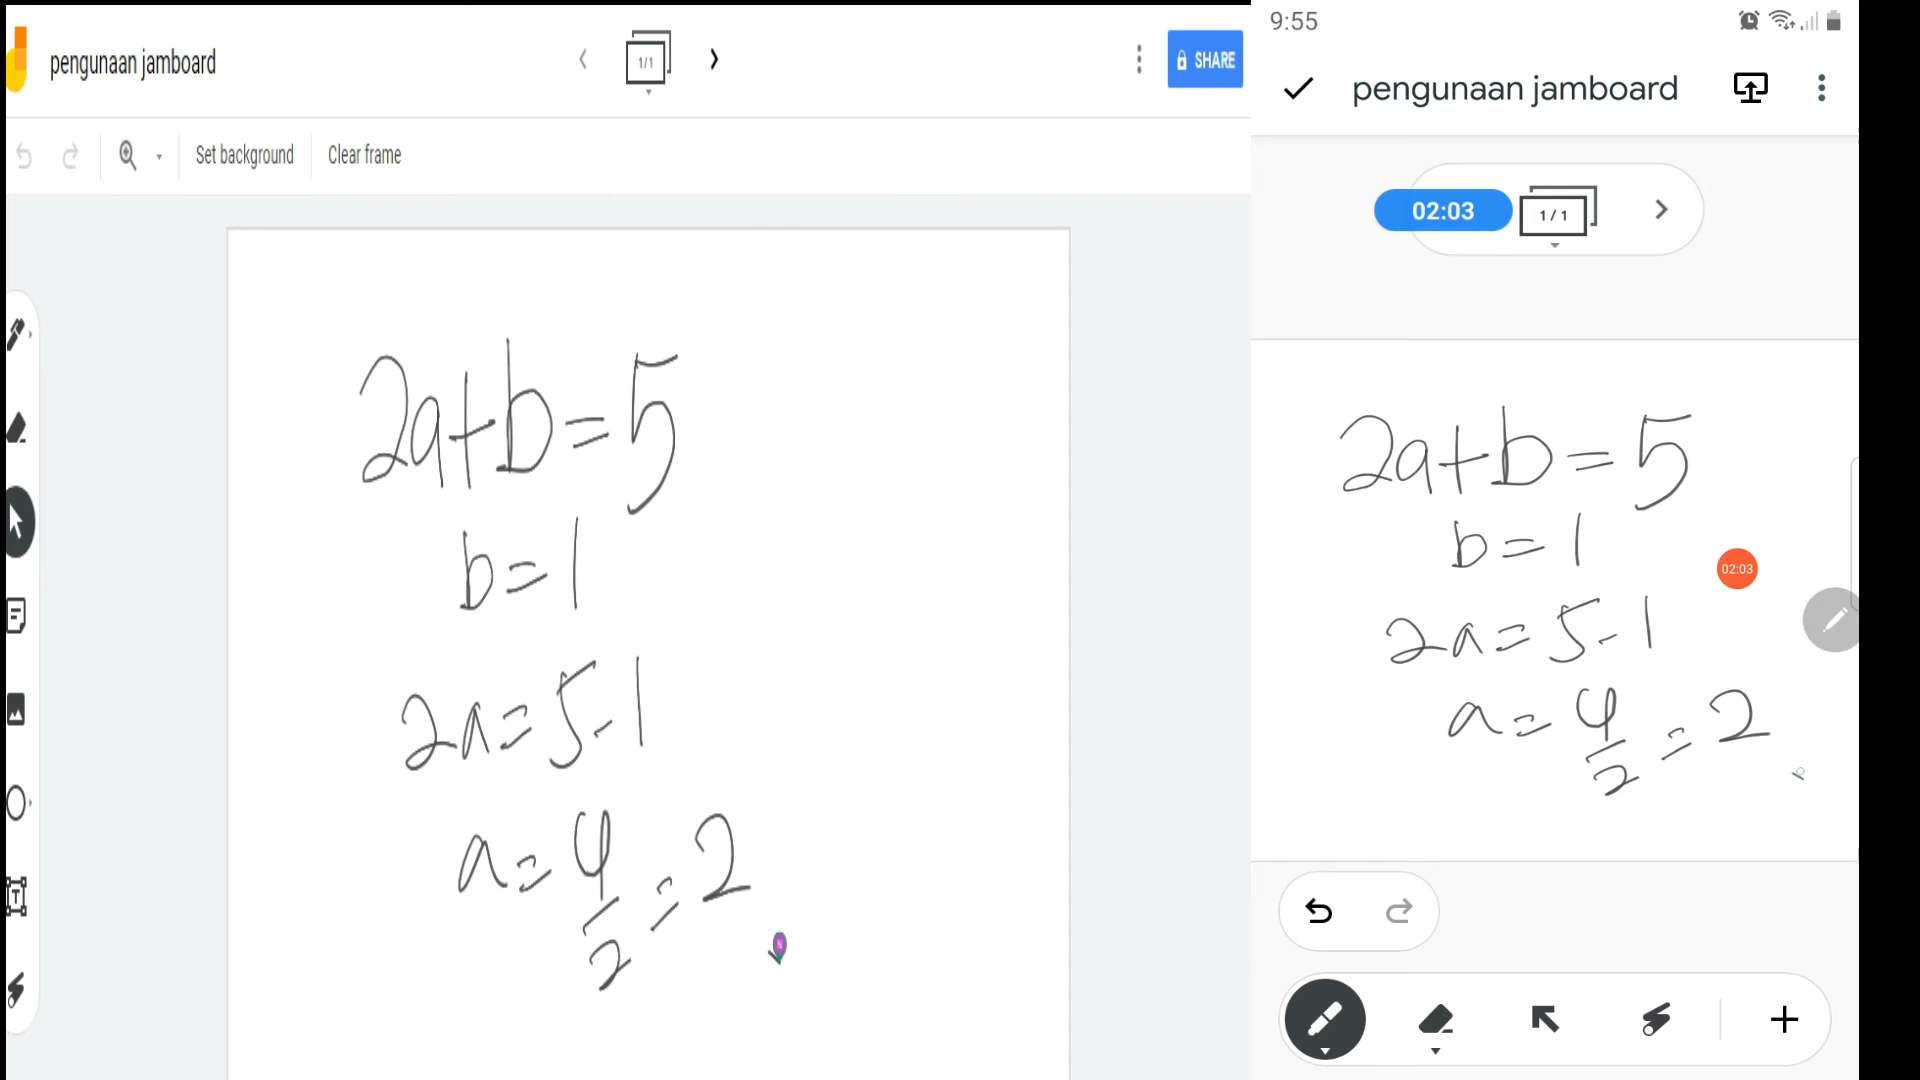 pengunaan jamboard
1/1
SHARE
Set background
Clear frame
2a+b=5
b=1
2a=5-1
a=4/2=2
N
9:55
pengunaan jamboard
02:03
1 / 1
2a+b=5
b=1
02:03
2a=5-1
a=4/2=2